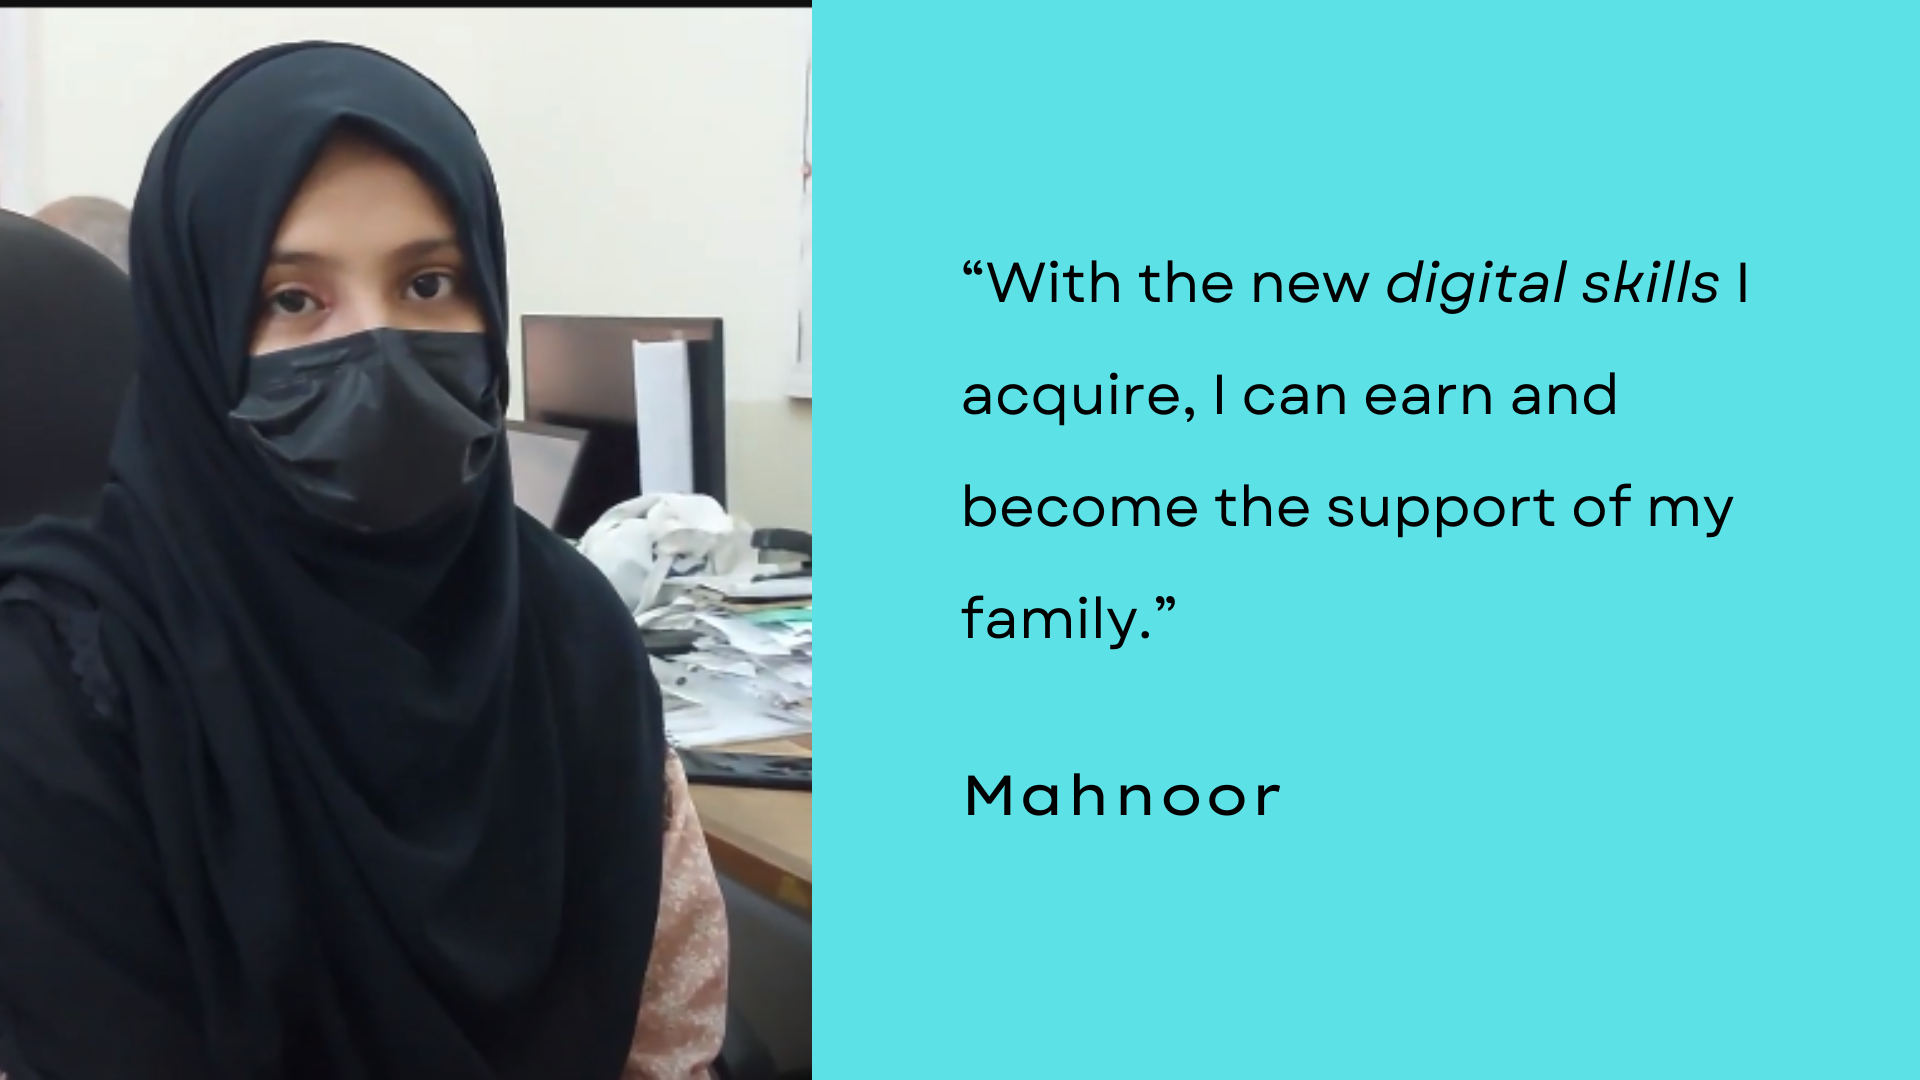 “With the new digital skills I
acquire, I can earn and
become the support of my
family.”
Mahnoor